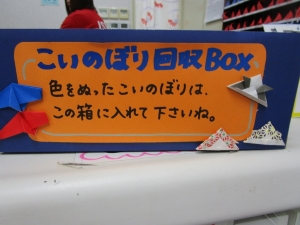 こいのぼり回収BOX
色をぬったこいのぼりは、
この箱に入れて下さいね。